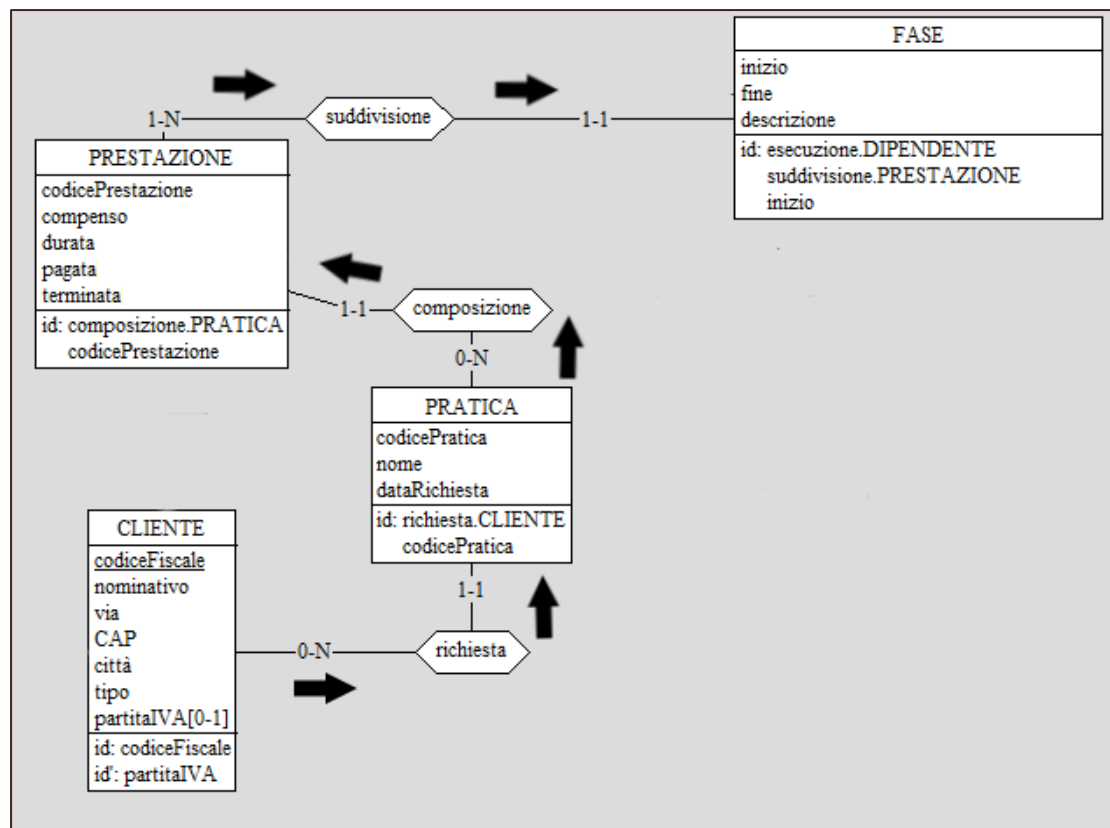 FASE
inizio
fine
descrizione
id: esecuzione.DIPENDENTE
suddivisione.PRESTAZIONE
inizio
suddivisione
1-N
1-1
PRESTAZIONE
codicePrestazione
compenso
durata
pagata
terminata
id: composizione.PRATICA
codicePrestazione
1-1
composizione
0-N
PRATICA
codicePratica
nome
dataRichiesta
id: richiesta.CLIENTE
codicePratica
1-1
CLIENTE
codiceFiscale
nominativo
via
CAP
città
tipo
partitaIVA[0-1]
id: codiceFiscale
id': partitaIVA
0-N
richiesta